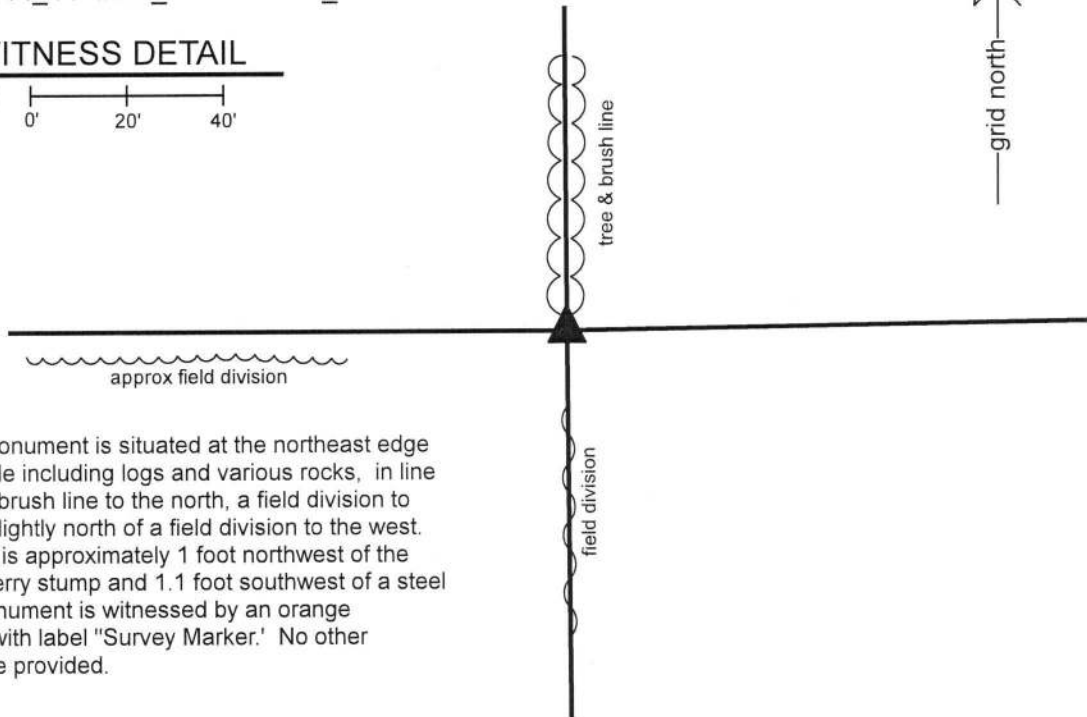 ITNESS DETAIL
0' 20' 40'
tree & brush line
grid north
approx field division
field division
onument is situated at the northeast edge
le including logs and various rocks, in line
brush line to the north, a field division to
lightly north of a field division to the west.
is approximately 1 foot northwest of the
erry stump and 1.1 foot southwest of a steel
nument is witnessed by an orange
with label "Survey Marker.' No other
e provided.